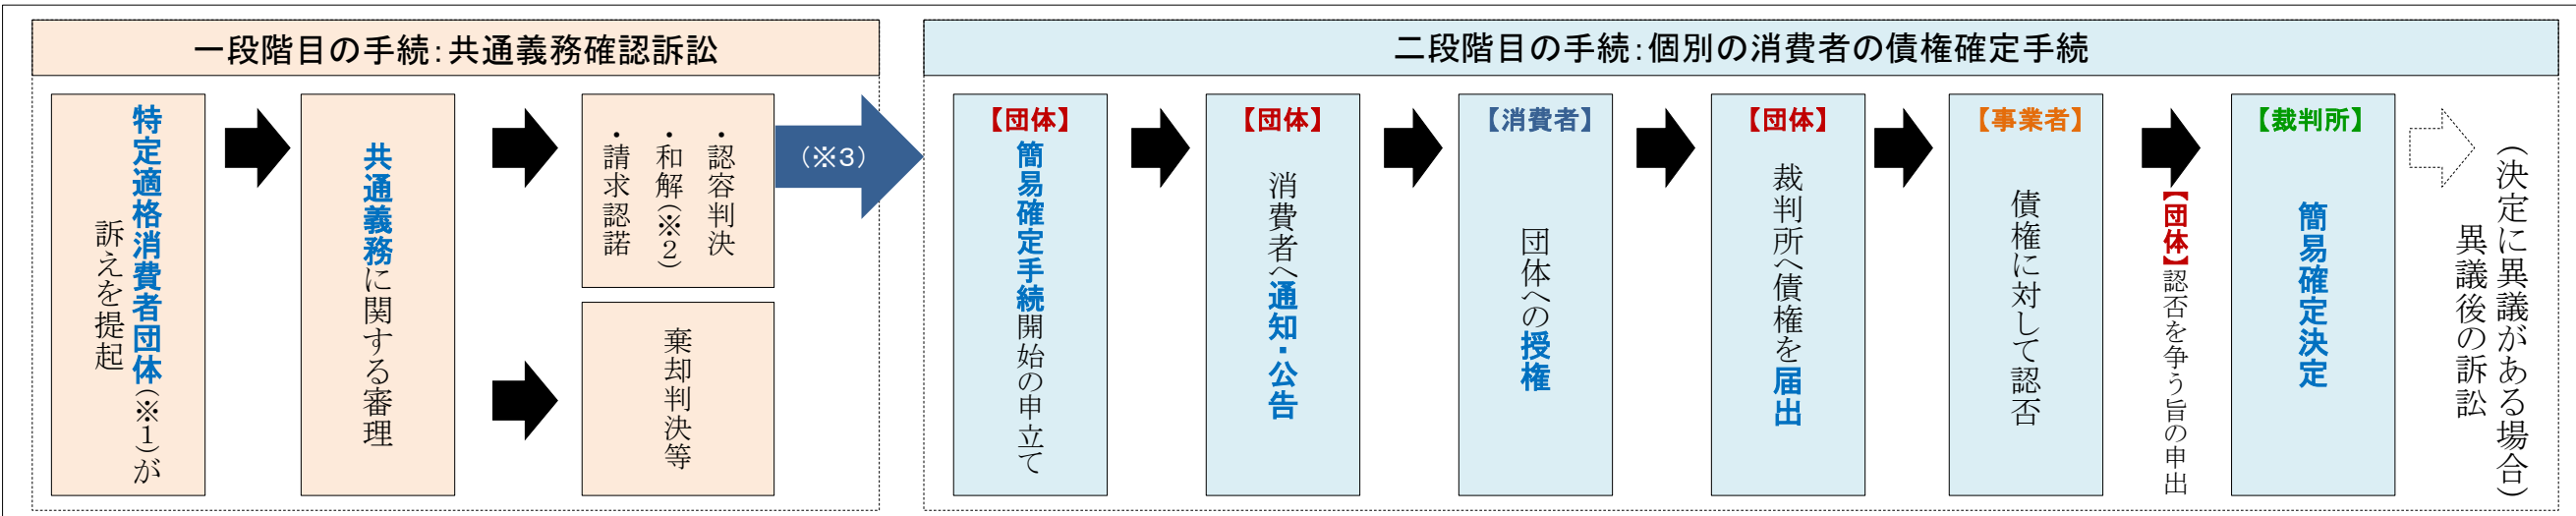 一段階目の手続：共通義務確認訴訟
特定適格消費者団体（※１）が
訴えを提起
共通義務に関する審理
・認容判決
・和解（※２）
・請求認諾
棄却判決等
（※３）
二段階目の手続：個別の消費者の債権確定手続
【団体】
簡易確定手続開始の申立て
【団体】
消費者へ通知・公告
【消費者】
団体への授権
【団体】
裁判所へ債権を届出
【事業者】
債権に対して認否
【団体】認否を争う旨の申出
【裁判所】
簡易確定決定
（決定に異議がある場合）
異議後の訴訟